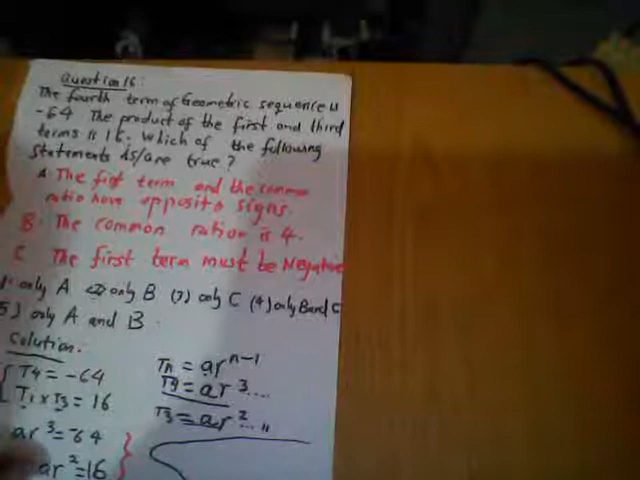 Question 16:
The fourth term of Geometric sequence is
-64 The product of the first and third
terms is 16. Which of the following
statements is/are true?
A The first term and the common
ratio have opposite signs.
B. The common ratio is 4.
C The first term must be Negative
1. only A (2) only B (3) only C (4) only B and C
5) only A and B.
Solution.
T4 = -64
T1 x T3 = 16
Tn = ar^n-1
T4 = ar^3....
T3 = ar^2...,,
ar^3 = -64
ar^2 = 16